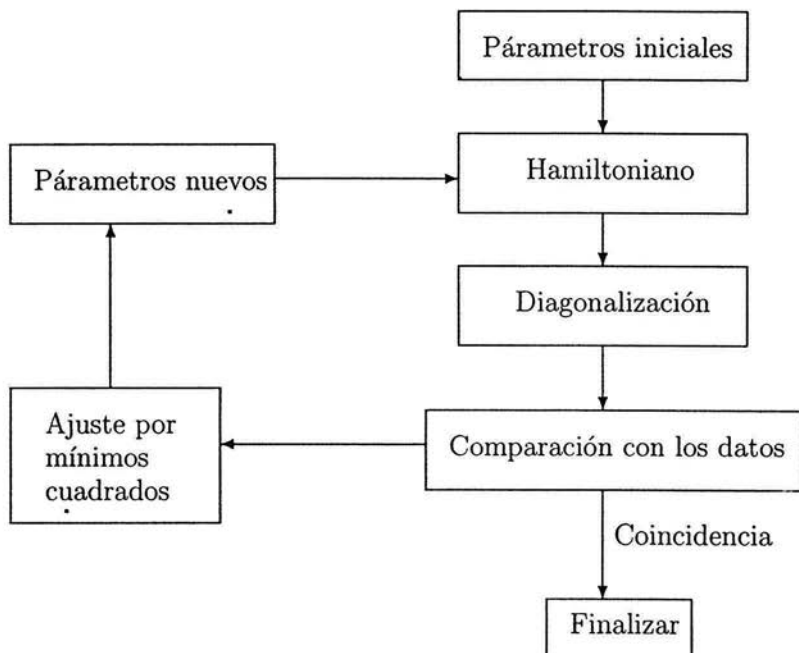 Párametros iniciales
Párametros nuevos
Hamiltoniano
Diagonalización
Ajuste por
mínimos
cuadrados
Comparación con los datos
Coincidencia
Finalizar